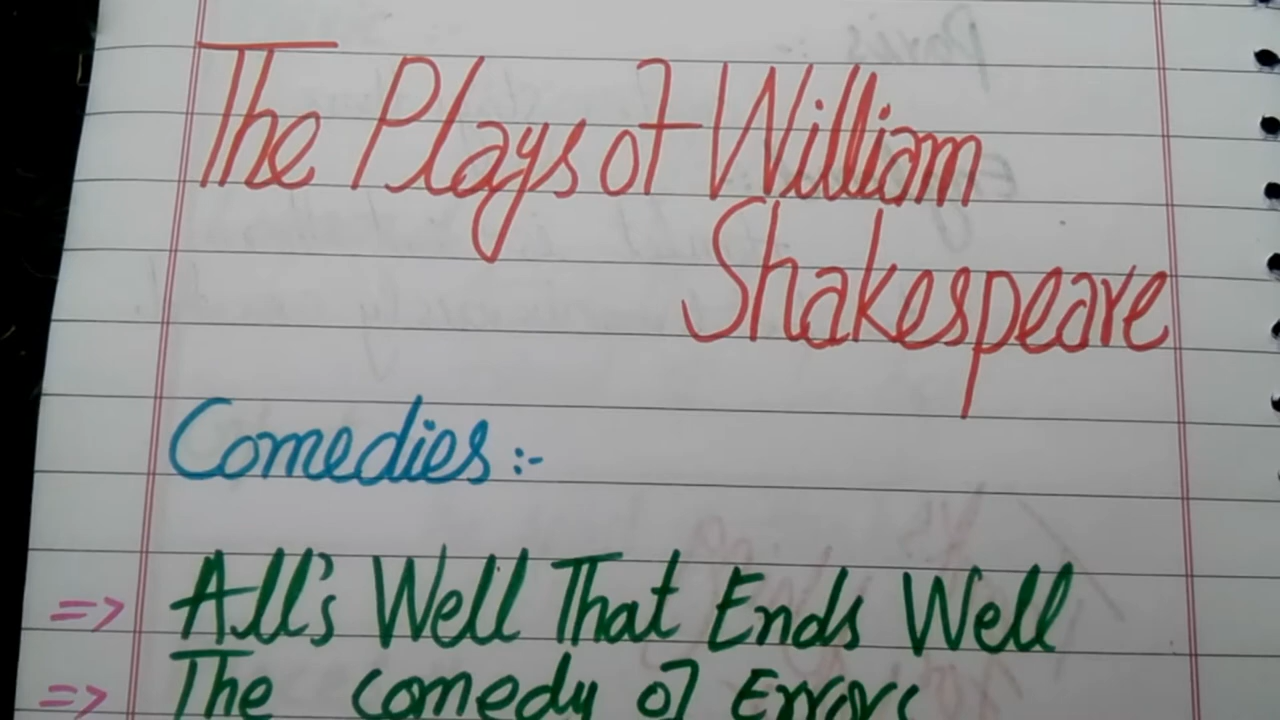 The Plays of William
Shakespeare
Comedies :-
=> All's Well That Ends Well
=> The comedy of Errors